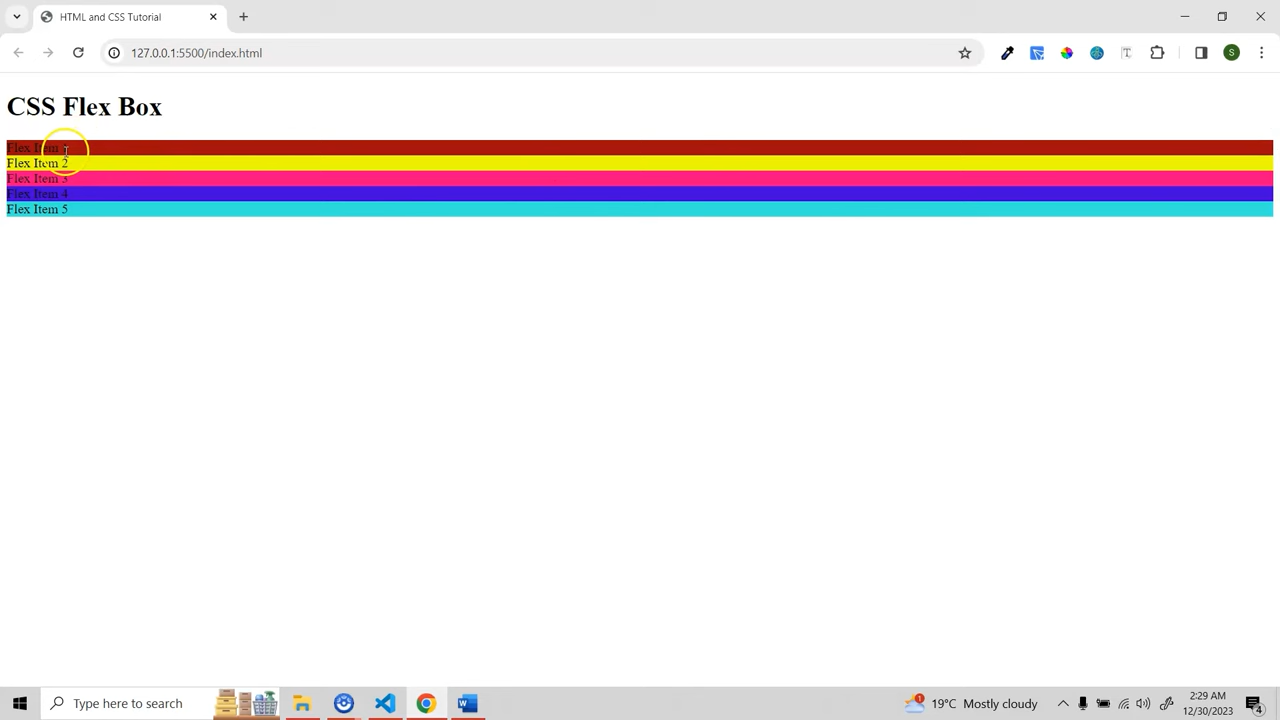 HTML and CSS Tutorial
127.0.0.1:5500/index.html
S
CSS Flex Box
Flex Item
Flex Item 2
Flex Item 3
Flex Item 4
Flex Item 5
Type here to search
1
19°C Mostly cloudy
2:29 AM
12/30/2023
4